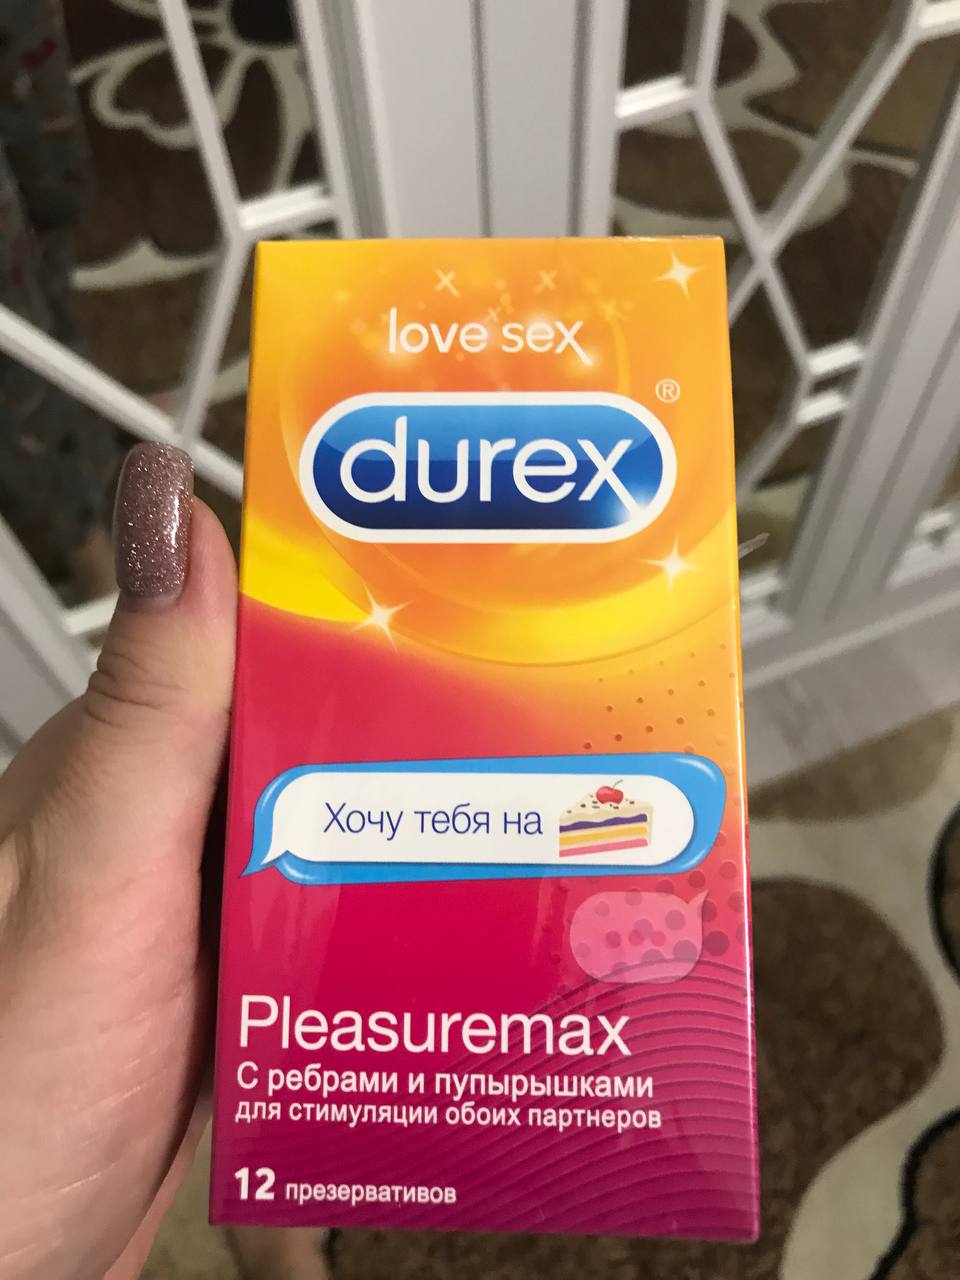 love sex
durex®
Хочу тебя на
Pleasuremax
С ребрами и пупырышками
для стимуляции обоих партнеров
12 презервативов